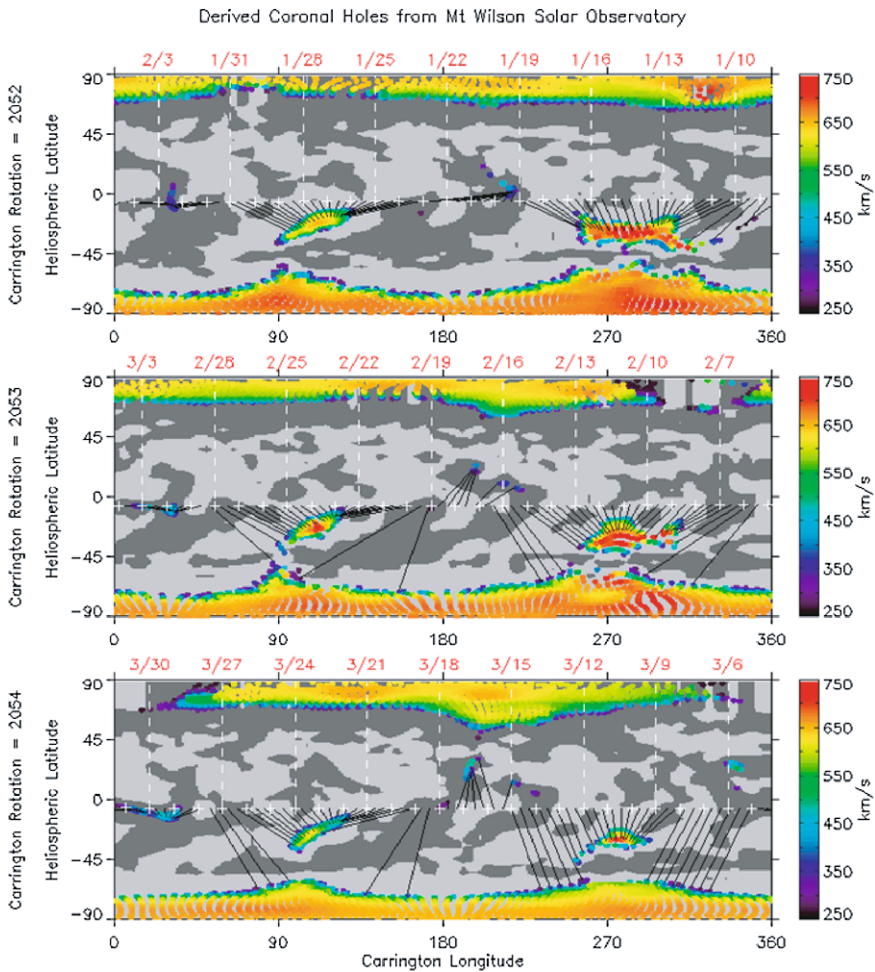 Derived Coronal Holes from Mt Wilson Solar Observatory
2/3 1/31 1/28 1/25 1/22 1/19 1/16 1/13 1/10
Carrington Rotation = 2052
Heliospheric Latitude
90
45
0
-45
-90
0 90 180 270 360
750
650
550
450
350
250
km/s
3/3 2/28 2/25 2/22 2/19 2/16 2/13 2/10 2/7
Carrington Rotation = 2053
Heliospheric Latitude
90
45
0
-45
-90
0 90 180 270 360
750
650
550
450
350
250
km/s
3/30 3/27 3/24 3/21 3/18 3/15 3/12 3/9 3/6
Carrington Rotation = 2054
Heliospheric Latitude
90
45
0
-45
-90
0 90 180 270 360
750
650
550
450
350
250
km/s
Carrington Longitude